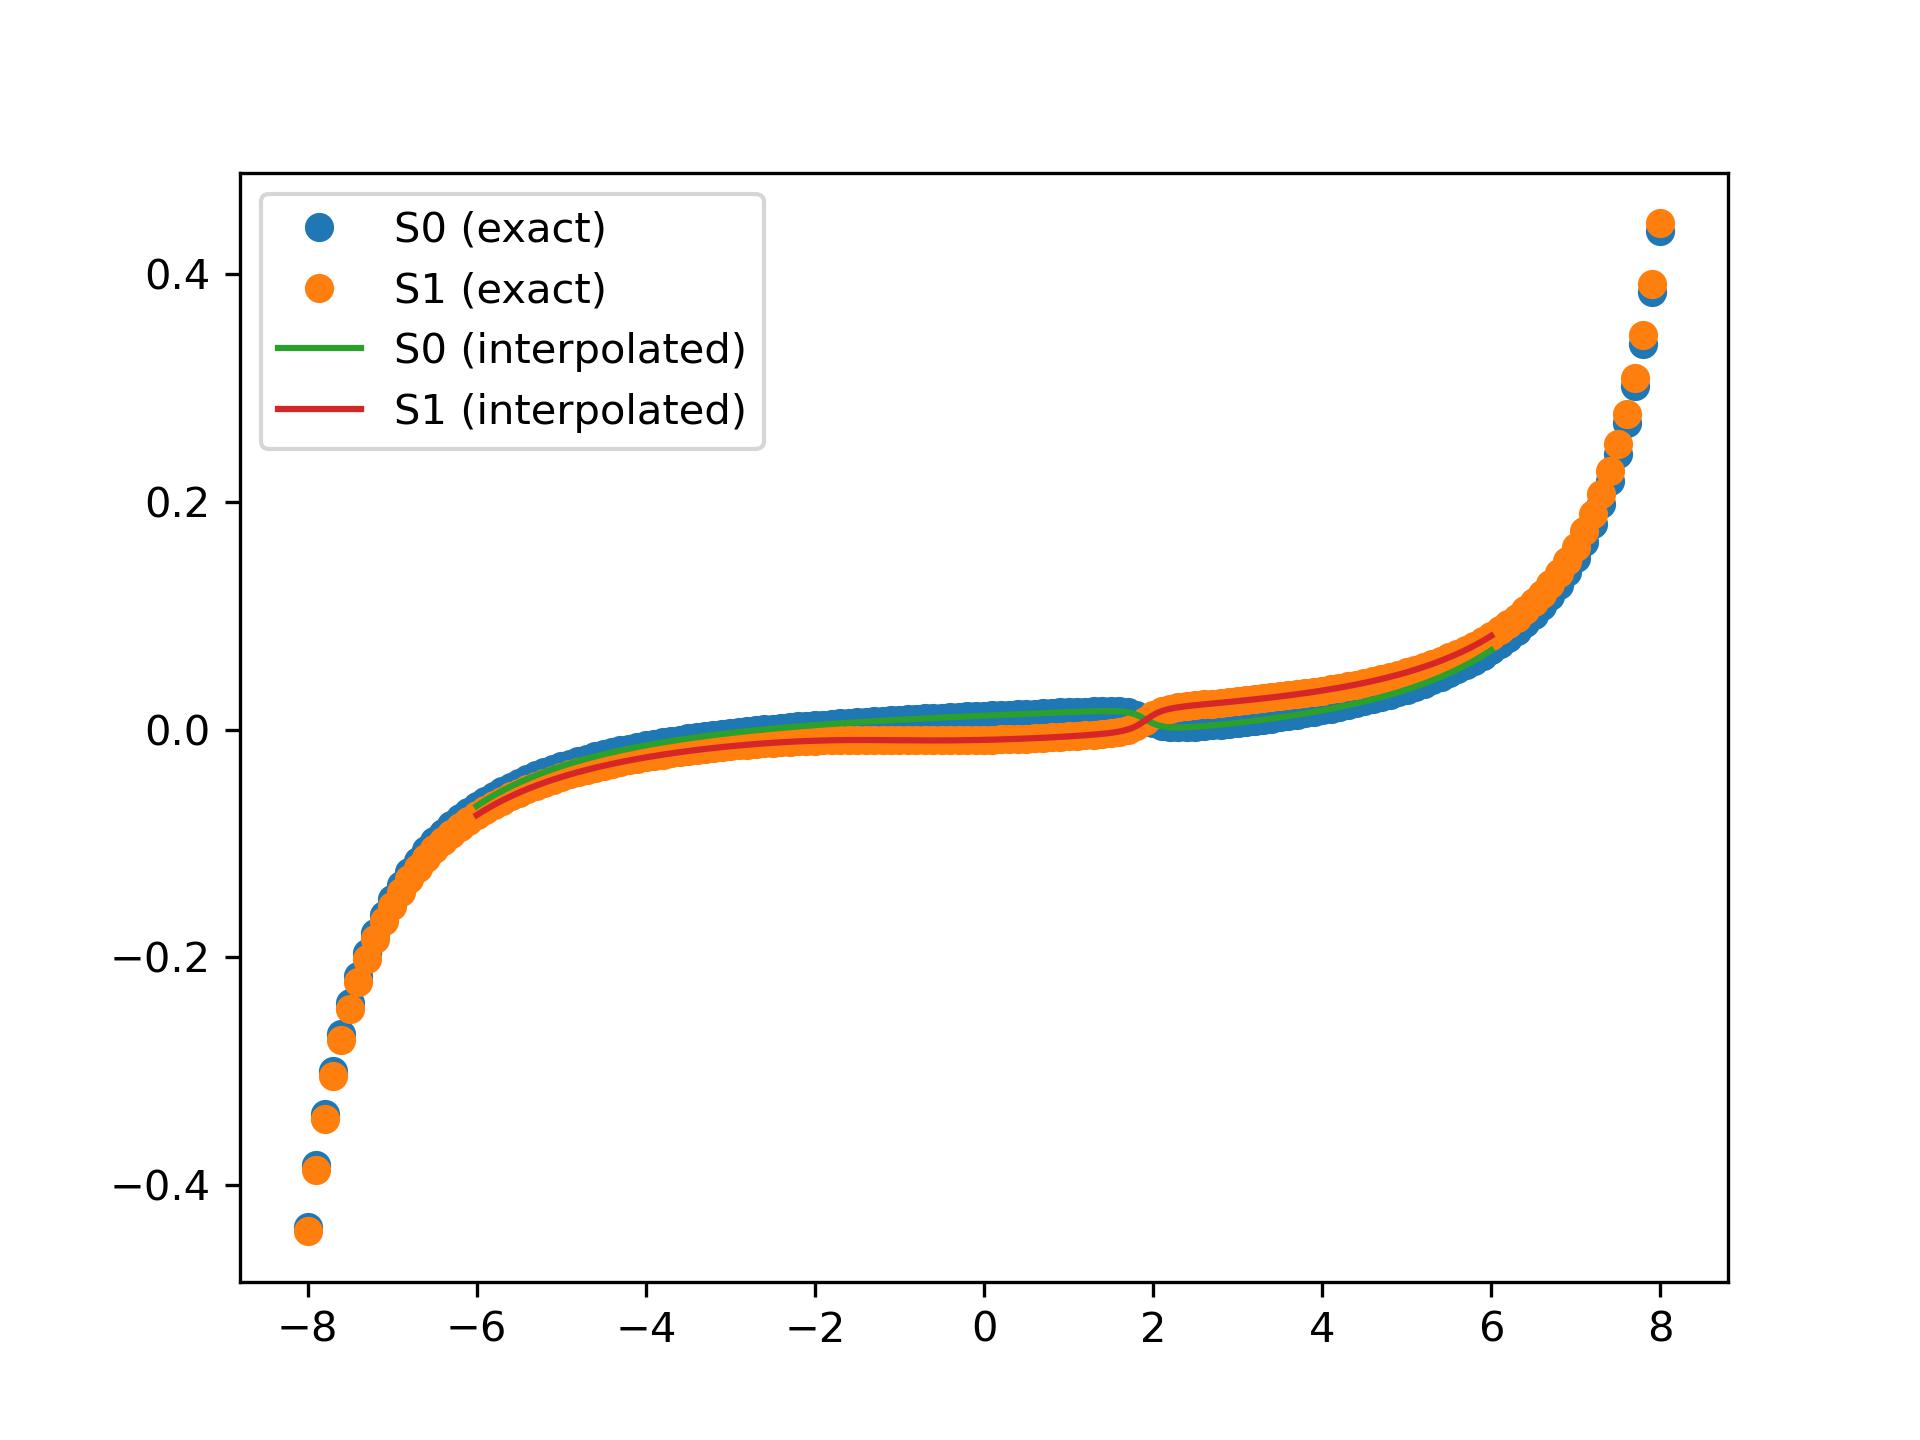 S0 (exact)
S1 (exact)
S0 (interpolated)
S1 (interpolated)
0.4
0.2
0.0
−0.2
−0.4
−8 −6 −4 −2 0 2 4 6 8